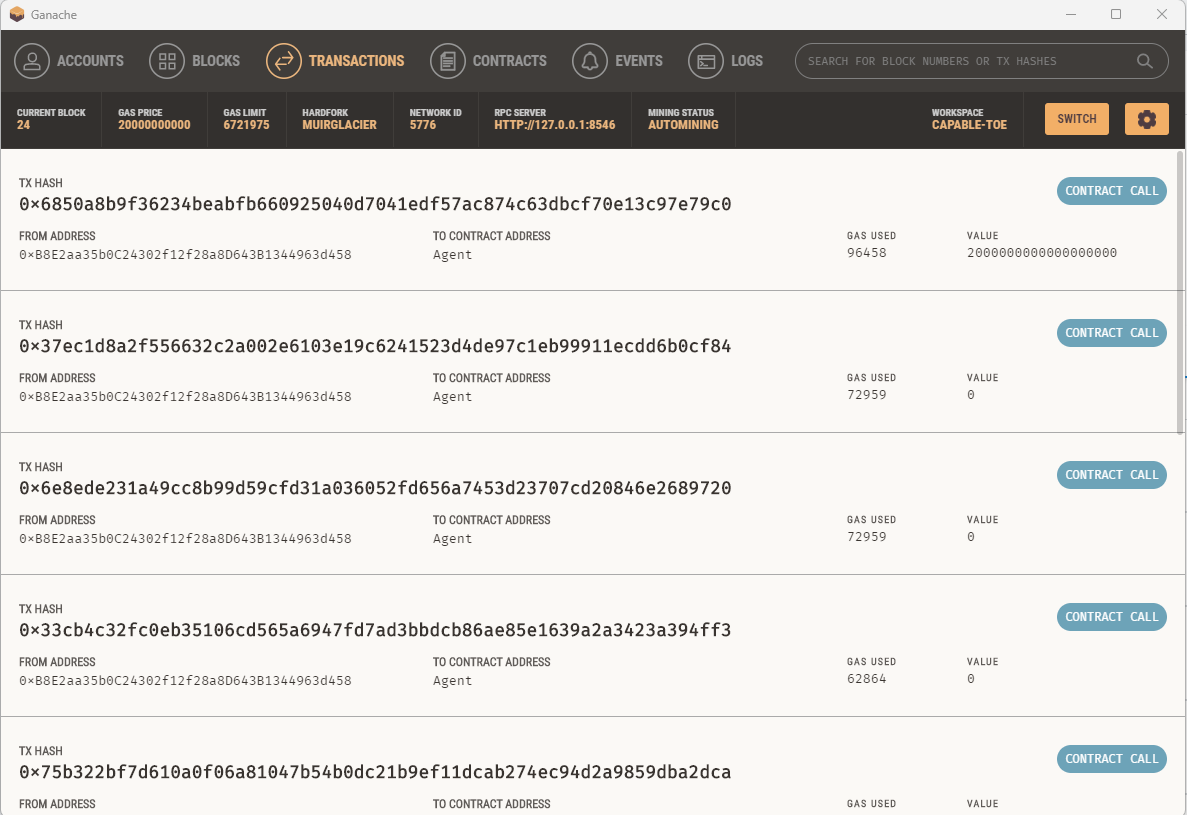 Ganache
ACCOUNTS BLOCKS TRANSACTIONS CONTRACTS EVENTS LOGS SEARCH FOR BLOCK NUMBERS OR TX HASHES
CURRENT BLOCK GAS PRICE GAS LIMIT HARDFORK NETWORK ID RPC SERVER MINING STATUS WORKSPACE SWITCH
24 20000000000 6721975 MUIRGLACIER 5776 HTTP://127.0.0.1:8546 AUTOMINING CAPABLE-TOE
TX HASH
0×6850a8b9f36234beabfb660925040d7041edf57ac874c63dbcf70e13c97e79c0 CONTRACT CALL
FROM ADDRESS TO CONTRACT ADDRESS GAS USED VALUE
0×B8E2aa35b0C24302f12f28a8D643B1344963d458 Agent 96458 2000000000000000000
TX HASH
0×37ec1d8a2f556632c2a002e6103e19c6241523d4de97c1eb99911ecdd6b0cf84 CONTRACT CALL
FROM ADDRESS TO CONTRACT ADDRESS GAS USED VALUE
0×B8E2aa35b0C24302f12f28a8D643B1344963d458 Agent 72959 0
TX HASH
0×6e8ede231a49cc8b99d59cfd31a036052fd656a7453d23707cd20846e2689720 CONTRACT CALL
FROM ADDRESS TO CONTRACT ADDRESS GAS USED VALUE
0×B8E2aa35b0C24302f12f28a8D643B1344963d458 Agent 72959 0
TX HASH
0×33cb4c32fc0eb35106cd565a6947fd7ad3bbdcb86ae85e1639a2a3423a394ff3 CONTRACT CALL
FROM ADDRESS TO CONTRACT ADDRESS GAS USED VALUE
0×B8E2aa35b0C24302f12f28a8D643B1344963d458 Agent 62864 0
TX HASH
0×75b322bf7d610a0f06a81047b54b0dc21b9ef11dcab274ec94d2a9859dba2dca CONTRACT CALL
FROM ADDRESS TO CONTRACT ADDRESS GAS USED VALUE